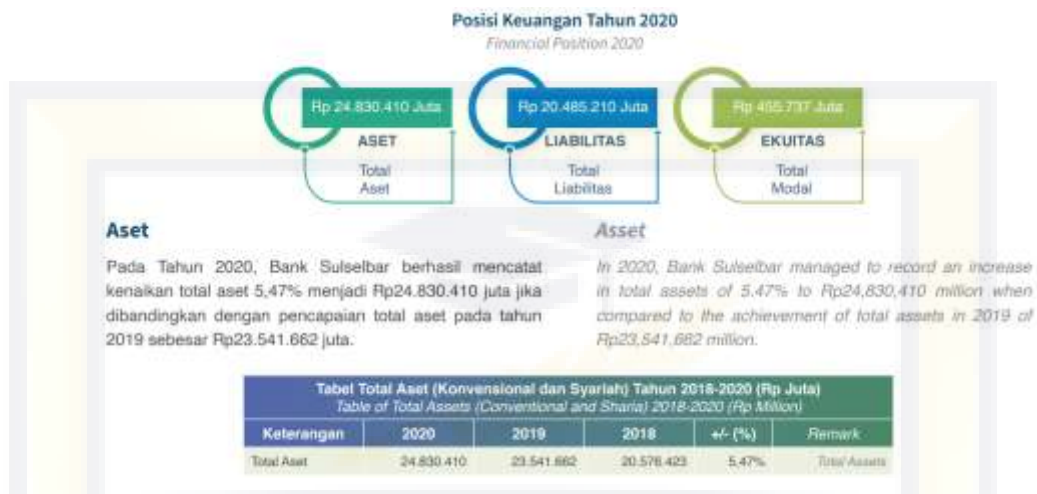 Posisi Keuangan Tahun 2020
Financial Position 2020
Rp 24.830.410 Juta
Rp 20.485.210 Juta
Rp 455.737 Juta
ASET
LIABILITAS
EKUITAS
Total
Aset
Total
Liabilitas
Total
Modal
Aset
Pada Tahun 2020, Bank Sulselbar berhasil mencatat
kenaikan total aset 5,47% menjadi Rp24.830.410 juta jika
dibandingkan dengan pencapaian total aset pada tahun
2019 sebesar Rp23.541.662 juta.
Asset
In 2020, Bank Sulselbar managed to record an increase
in total assets of 5.47% to Rp24,830,410 million when
compared to the achievement of total assets in 2019 of
Rp23,541,662 million.
Tabel Total Aset (Konvensional dan Syariah) Tahun 2018-2020 (Rp Juta)
Table of Total Assets (Conventional and Sharia) 2018-2020 (Rp Million)
Keterangan 2020 2019 2018 +/- (%) Remark
Total Aset 24.830.410 23.541.662 20.576.423 5,47% Total Assets